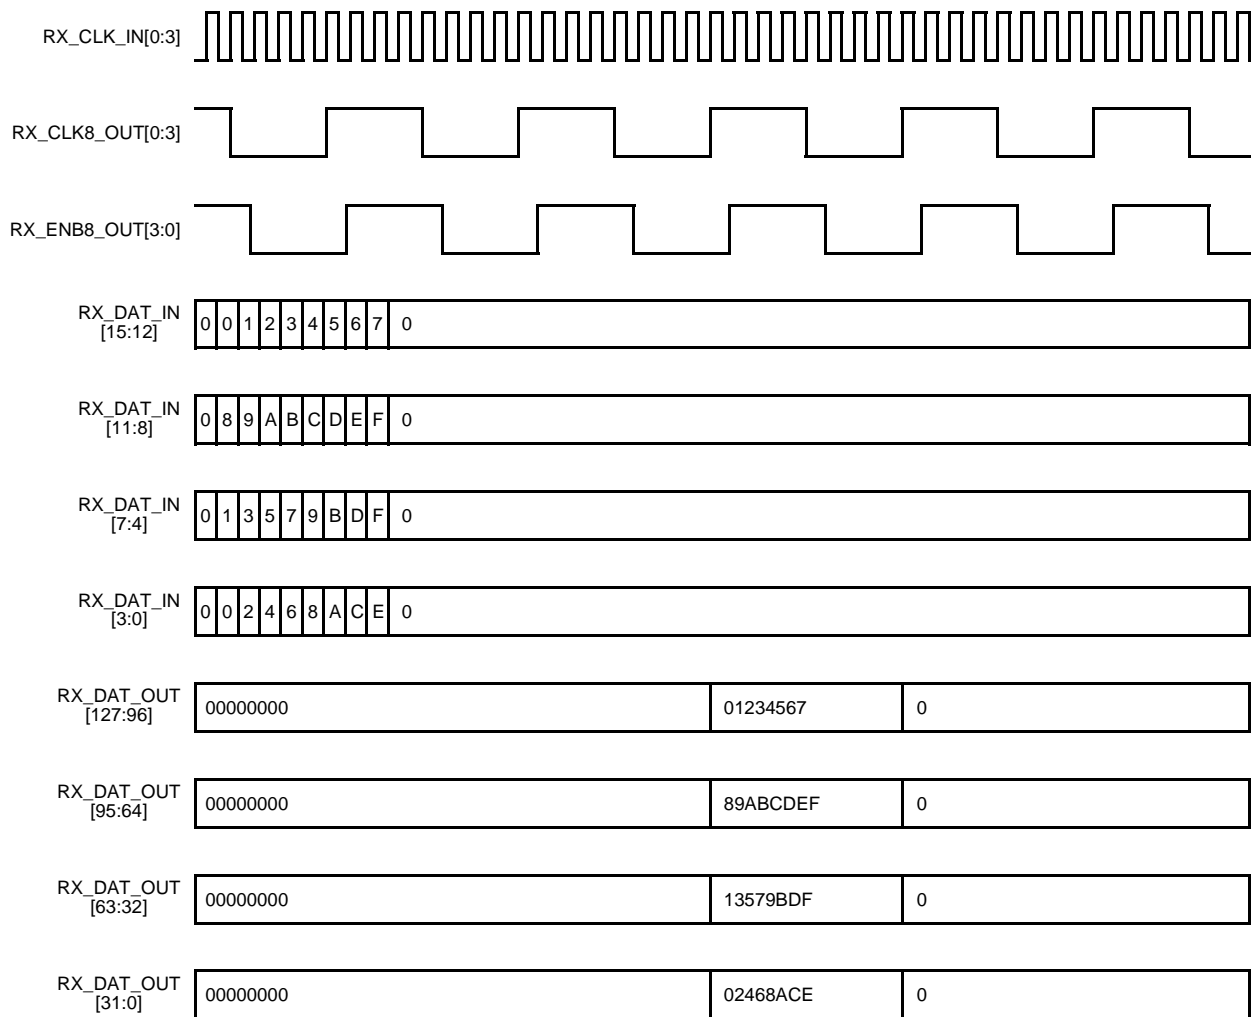 RX_CLK_IN[0:3]
RX_CLK8_OUT[0:3]
RX_ENB8_OUT[3:0]
RX_DAT_IN
[15:12]
0 0 1 2 3 4 5 6 7 0
RX_DAT_IN
[11:8]
0 8 9 A B C D E F 0
RX_DAT_IN
[7:4]
0 1 3 5 7 9 B D F 0
RX_DAT_IN
[3:0]
0 0 2 4 6 8 A C E 0
RX_DAT_OUT
[127:96]
00000000 01234567 0
RX_DAT_OUT
[95:64]
00000000 89ABCDEF 0
RX_DAT_OUT
[63:32]
00000000 13579BDF 0
RX_DAT_OUT
[31:0]
00000000 02468ACE 0